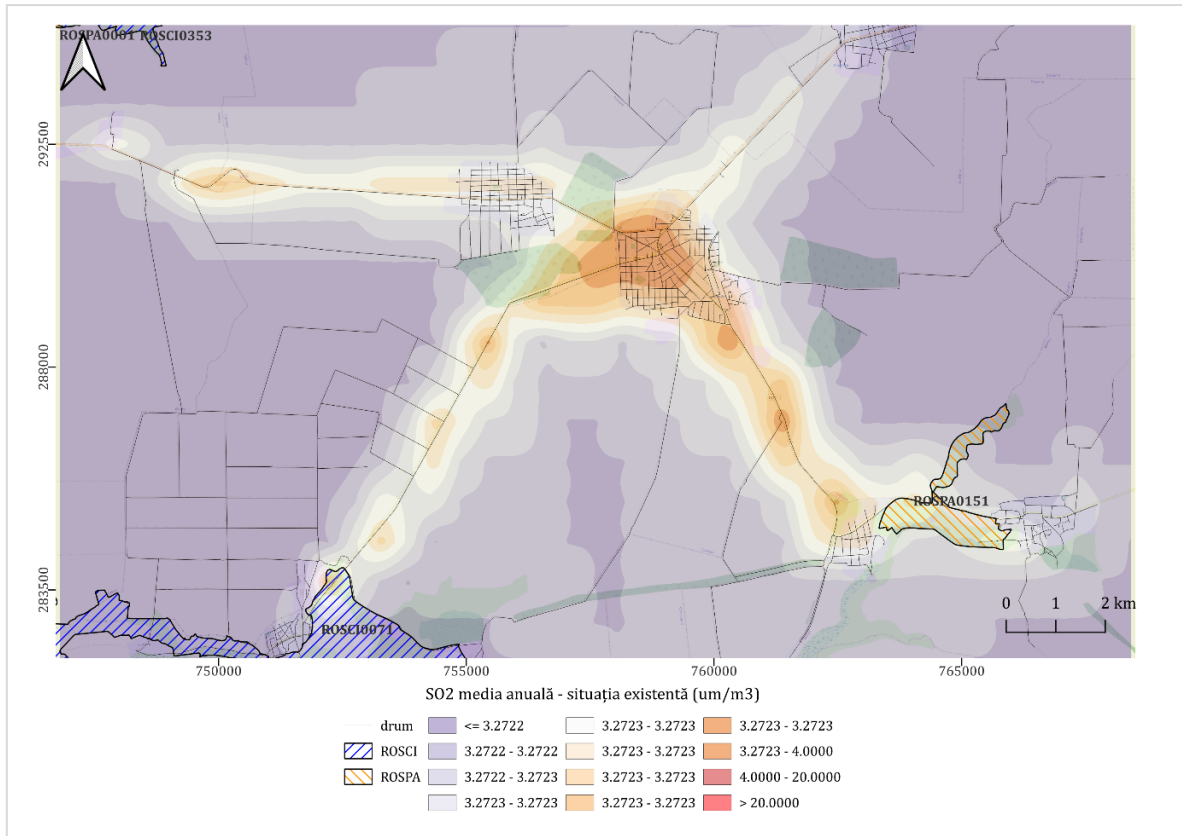 ROSPA0001 ROSCI0353
292500
288000
283500
ROSPA0151
ROSCI0071
0 1 2 km
750000 755000 760000 765000
SO2 media anuală - situația existentă (um/m3)
drum <= 3.2722 3.2723 - 3.2723 3.2723 - 3.2723
ROSCI 3.2722 - 3.2722 3.2723 - 3.2723 3.2723 - 4.0000
ROSPA 3.2722 - 3.2723 3.2723 - 3.2723 4.0000 - 20.0000
3.2723 - 3.2723 3.2723 - 3.2723 > 20.0000